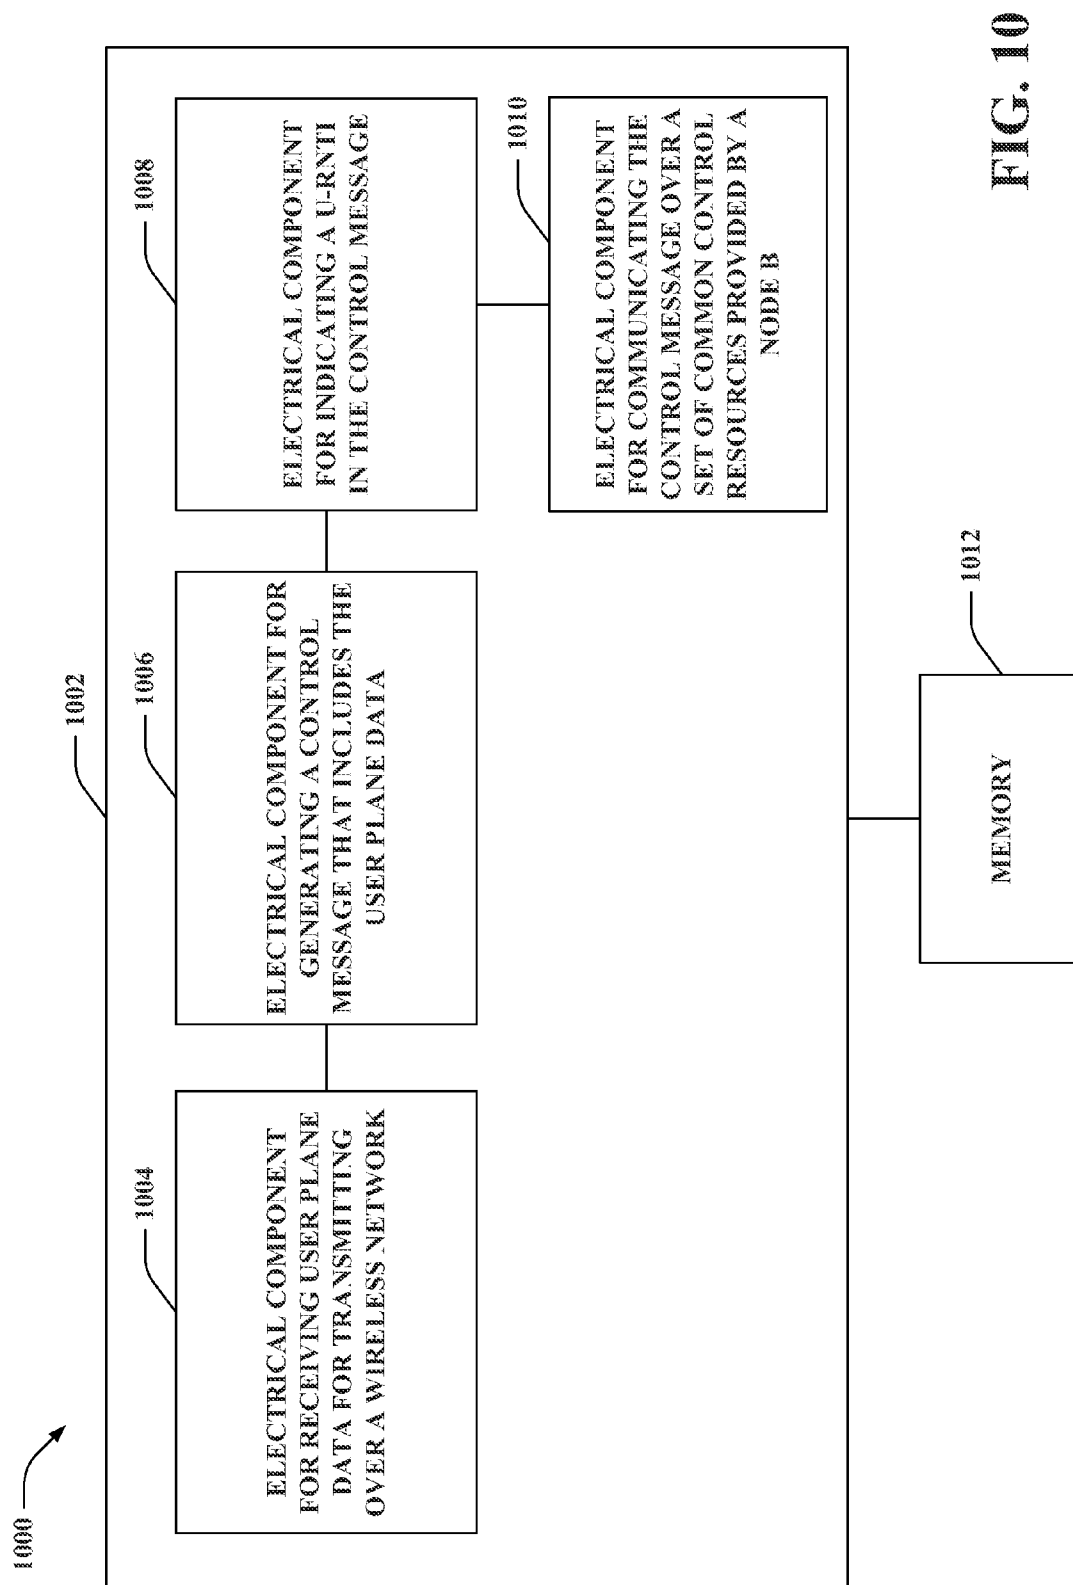 1000
1002
1004
ELECTRICAL COMPONENT
FOR RECEIVING USER PLANE
DATA FOR TRANSMITTING
OVER A WIRELESS NETWORK
1006
ELECTRICAL COMPONENT FOR
GENERATING A CONTROL
MESSAGE THAT INCLUDES THE
USER PLANE DATA
1008
ELECTRICAL COMPONENT
FOR INDICATING A U-RNTI
IN THE CONTROL MESSAGE
1010
ELECTRICAL COMPONENT
FOR COMMUNICATING THE
CONTROL MESSAGE OVER A
SET OF COMMON CONTROL
RESOURCES PROVIDED BY A
NODE B
1012
MEMORY
FIG. 10